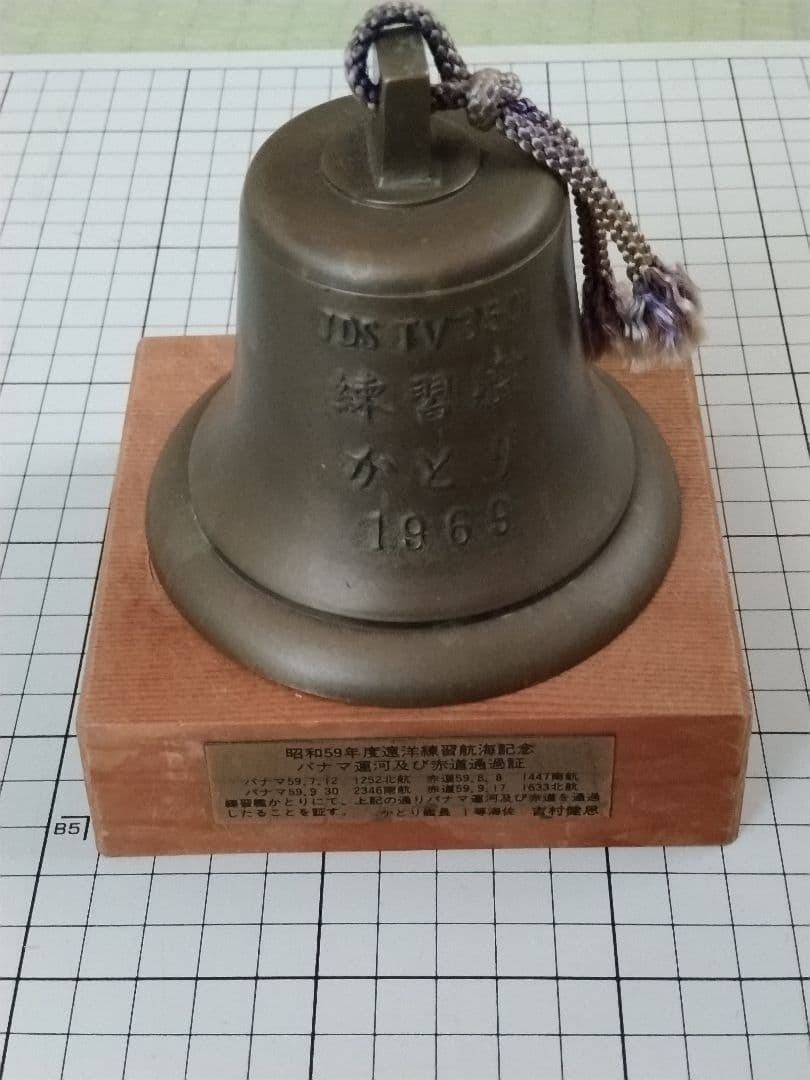 JDS TV 350
練習艦
かとり
1969
昭和59年度遠洋練習航海記念
パナマ運河及び赤道通過証
パナマ59.7.12 1252北航 赤道59.8.8 1447南航
パナマ59.9 30 2346南航 赤道59.9.17 1633北航
練習艦かとりにて、上記の通りパナマ運河及び赤道を通過
したることを証す。 かとり艦長 1等海佐 吉村健恩
B5